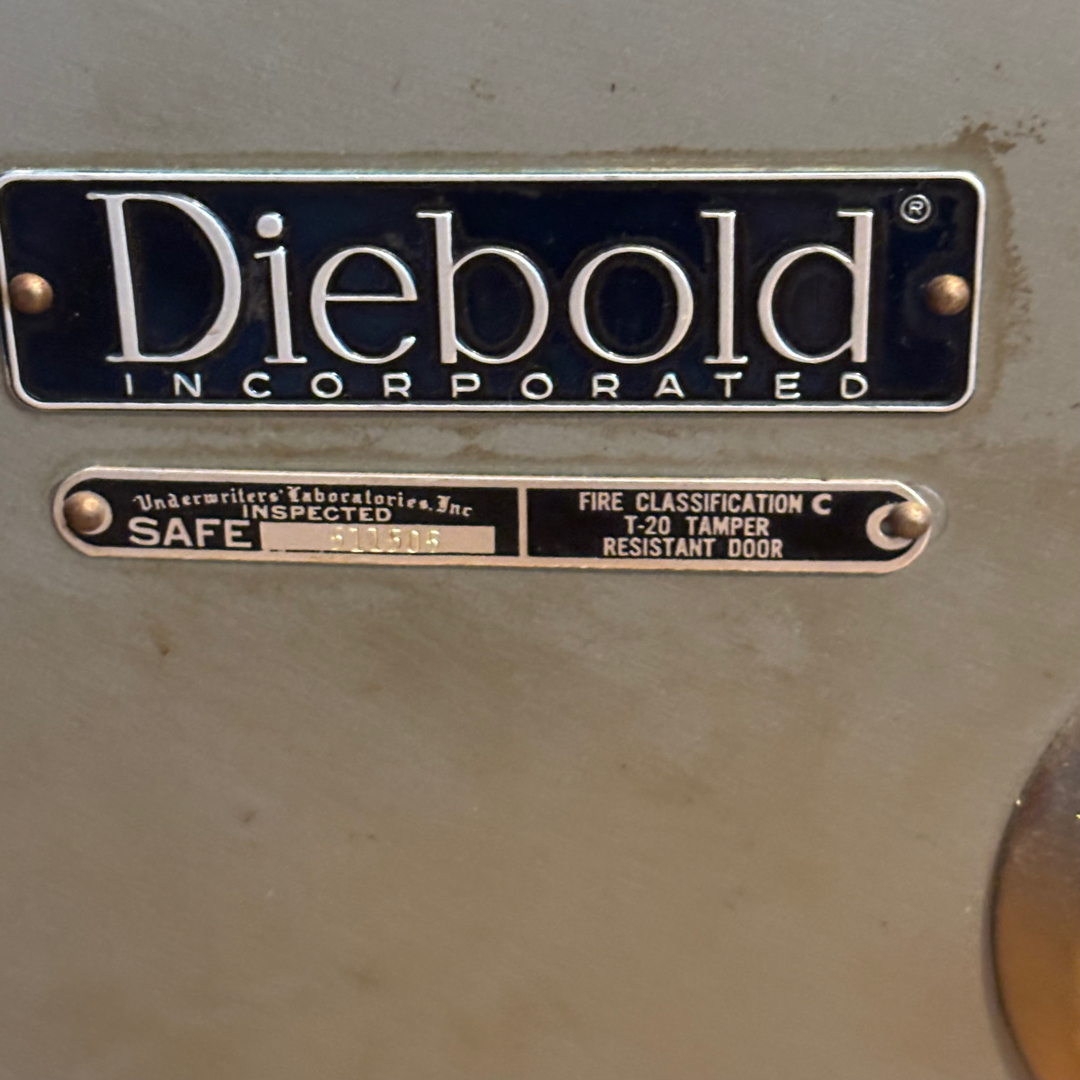 Diebold ®
INCORPORATED
Underwriters' Laboratories, Inc
INSPECTED
SAFE
FIRE CLASSIFICATION C
T-20 TAMPER
RESISTANT DOOR